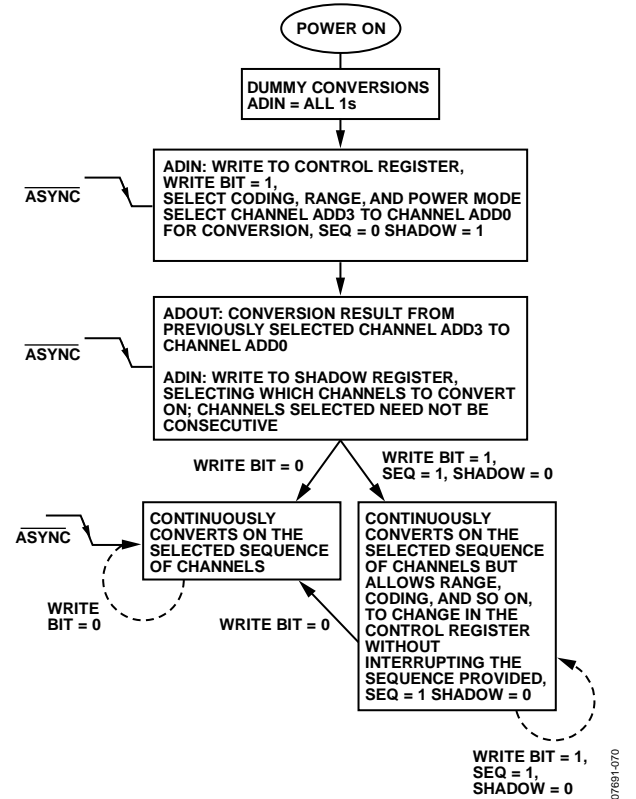 POWER ON
DUMMY CONVERSIONS
ADIN = ALL 1s
ASYNC
ADIN: WRITE TO CONTROL REGISTER,
WRITE BIT = 1,
SELECT CODING, RANGE, AND POWER MODE
SELECT CHANNEL ADD3 TO CHANNEL ADD0
FOR CONVERSION, SEQ = 0 SHADOW = 1
ASYNC
ADOUT: CONVERSION RESULT FROM
PREVIOUSLY SELECTED CHANNEL ADD3 TO
CHANNEL ADD0
ADIN: WRITE TO SHADOW REGISTER,
SELECTING WHICH CHANNELS TO CONVERT
ON; CHANNELS SELECTED NEED NOT BE
CONSECUTIVE
WRITE BIT = 0
WRITE BIT = 1,
SEQ = 1, SHADOW = 0
ASYNC
CONTINUOUSLY
CONVERTS ON THE
SELECTED SEQUENCE
OF CHANNELS
WRITE
BIT = 0
WRITE BIT = 0
CONTINUOUSLY
CONVERTS ON THE
SELECTED SEQUENCE
OF CHANNELS BUT
ALLOWS RANGE,
CODING, AND SO ON,
TO CHANGE IN THE
CONTROL REGISTER
WITHOUT
INTERRUPTING THE
SEQUENCE PROVIDED,
SEQ = 1 SHADOW = 0
WRITE BIT = 1,
SEQ = 1,
SHADOW = 0
07691-070